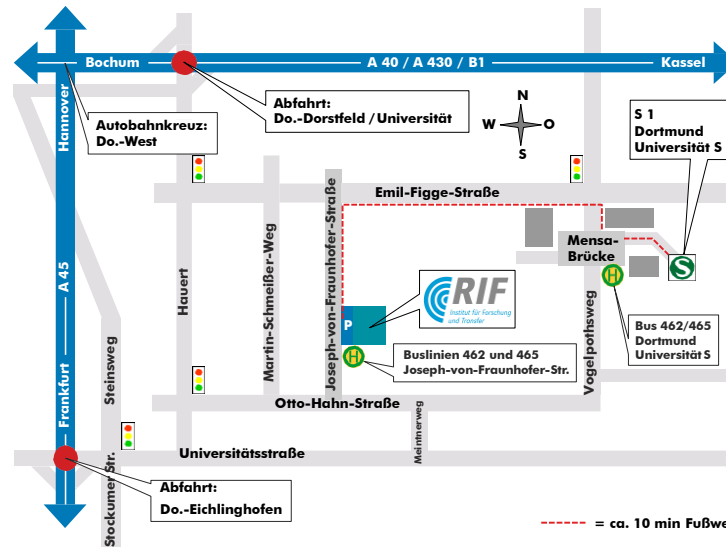 Bochum
A 40 / A 430 / B1
Kassel
Hannover
Autobahnkreuz:
Do.-West
Abfahrt:
Do.-Dorstfeld / Universität
N
W
O
S
S 1
Dortmund
Universität S
Emil-Figge-Straße
Mensa-
Brücke
S
H
A 45
Hauert
Martin-Schmeißer-Weg
Joseph-von-Fraunhofer-Straße
RIF
Institut für Forschung
und Transfer
P
H
Buslinien 462 und 465
Joseph-von-Fraunhofer-Str.
Vogelpothsweg
Bus 462/465
Dortmund
Universität S
Steinsweg
Frankfurt
Otto-Hahn-Straße
Meintnerweg
Universitätsstraße
Stockumer Str.
Abfahrt:
Do.-Eichlinghofen
= ca. 10 min Fußwe